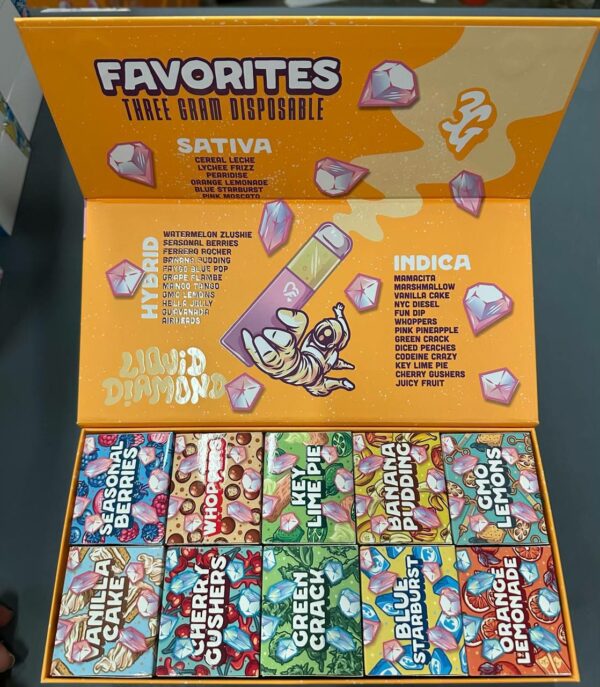 FAVORITES
THREE GRAM DISPOSABLE
3G
SATIVA
CEREAL LECHE
LYCHEE FRIZZ
PEARIDISE
ORANGE LEMONADE
BLUE STARBURST
PINK MOSCATO
HYBRID
WATERMELON ZLUSHIE
SEASONAL BERRIES
FERRERO ROCHER
BANANA PUDDING
PAYSO BLUE POP
GRAPE FLAMBE
MANGO TANGO
GMO LEMONS
HELLA JELLY
GUAVANADA
AIRHEADS
INDICA
MAMACITA
MARSHMALLOW
VANILLA CAKE
NYC DIESEL
FUN DIP
WHOPPERS
PINK PINEAPPLE
GREEN CRACK
DICED PEACHES
CODEINE CRAZY
KEY LIME PIE
CHERRY GUSHERS
JUICY FRUIT
LIQUID
DIAMOND
SEASONAL
BERRIES
WHOPPERS
KEY
LIME PIE
BANANA
PUDDING
GMO
LEMONS
VANILLA
CAKE
CHERRY
GUSHERS
GREEN
CRACK
BLUE
STARBURST
ORANGE
LEMONADE